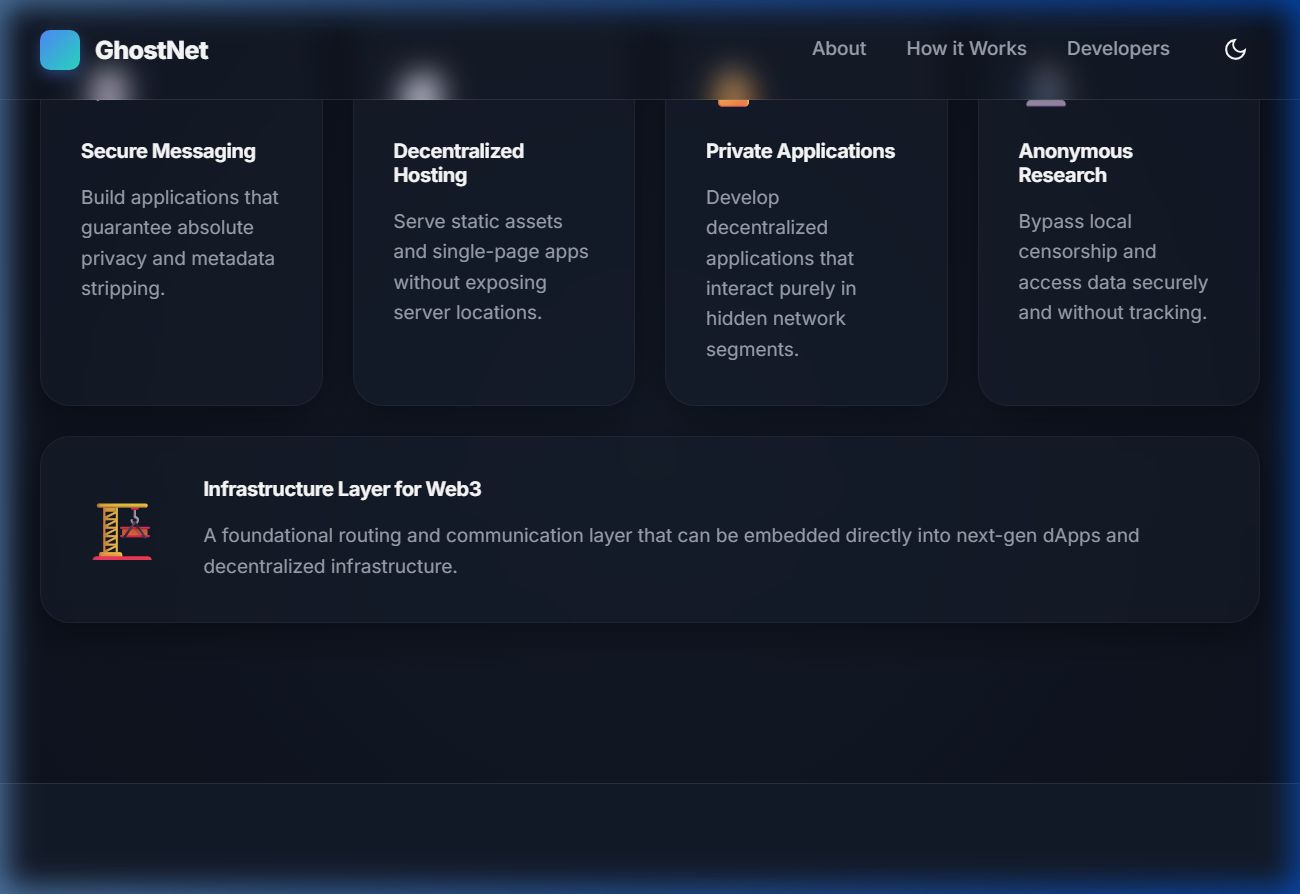 GhostNet
About
How it Works
Developers
Secure Messaging
Build applications that
guarantee absolute
privacy and metadata
stripping.
Decentralized
Hosting
Serve static assets
and single-page apps
without exposing
server locations.
Private Applications
Develop
decentralized
applications that
interact purely in
hidden network
segments.
Anonymous
Research
Bypass local
censorship and
access data securely
and without tracking.
Infrastructure Layer for Web3
A foundational routing and communication layer that can be embedded directly into next-gen dApps and
decentralized infrastructure.